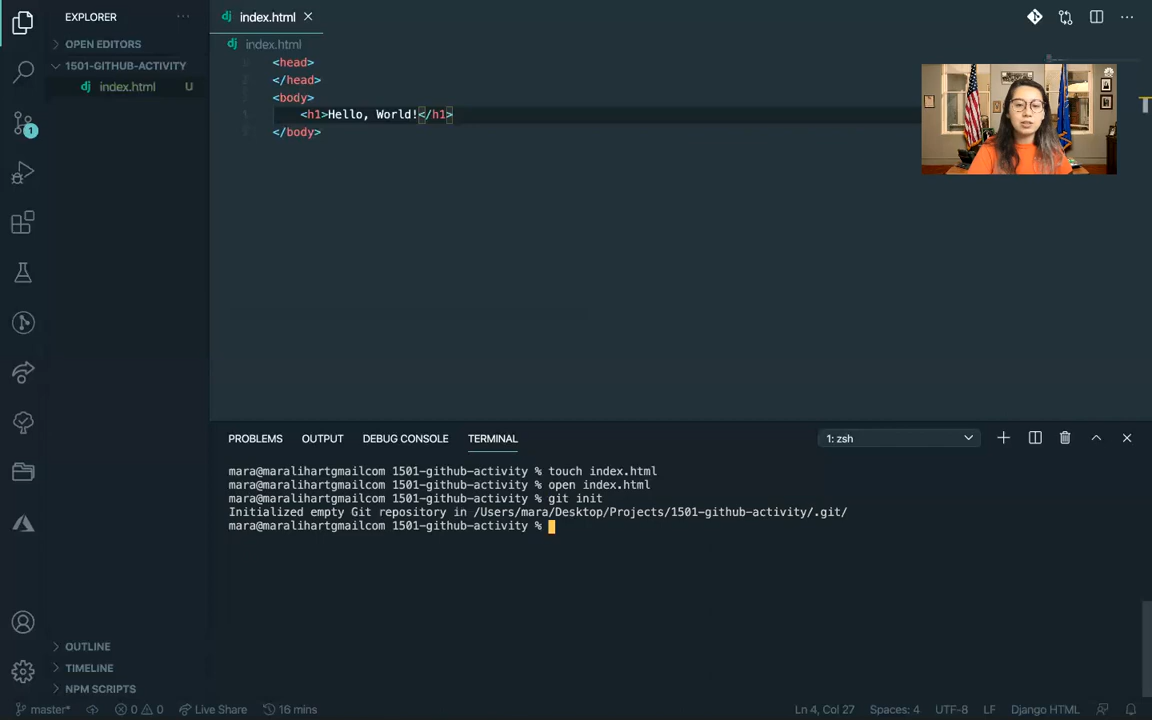 EXPLORER
index.html
OPEN EDITORS
1501-GITHUB-ACTIVITY
index.html U
1
index.html
<head>
</head>
<body>
<h1>Hello, World!</h1>
</body>
PROBLEMS OUTPUT DEBUG CONSOLE TERMINAL
1: zsh
mara@maralihartgmailcom 1501-github-activity % touch index.html
mara@maralihartgmailcom 1501-github-activity % open index.html
mara@maralihartgmailcom 1501-github-activity % git init
Initialized empty Git repository in /Users/mara/Desktop/Projects/1501-github-activity/.git/
mara@maralihartgmailcom 1501-github-activity %
OUTLINE
TIMELINE
NPM SCRIPTS
master* 0 0 Live Share 16 mins Ln 4, Col 27 Spaces: 4 UTF-8 LF Django HTML